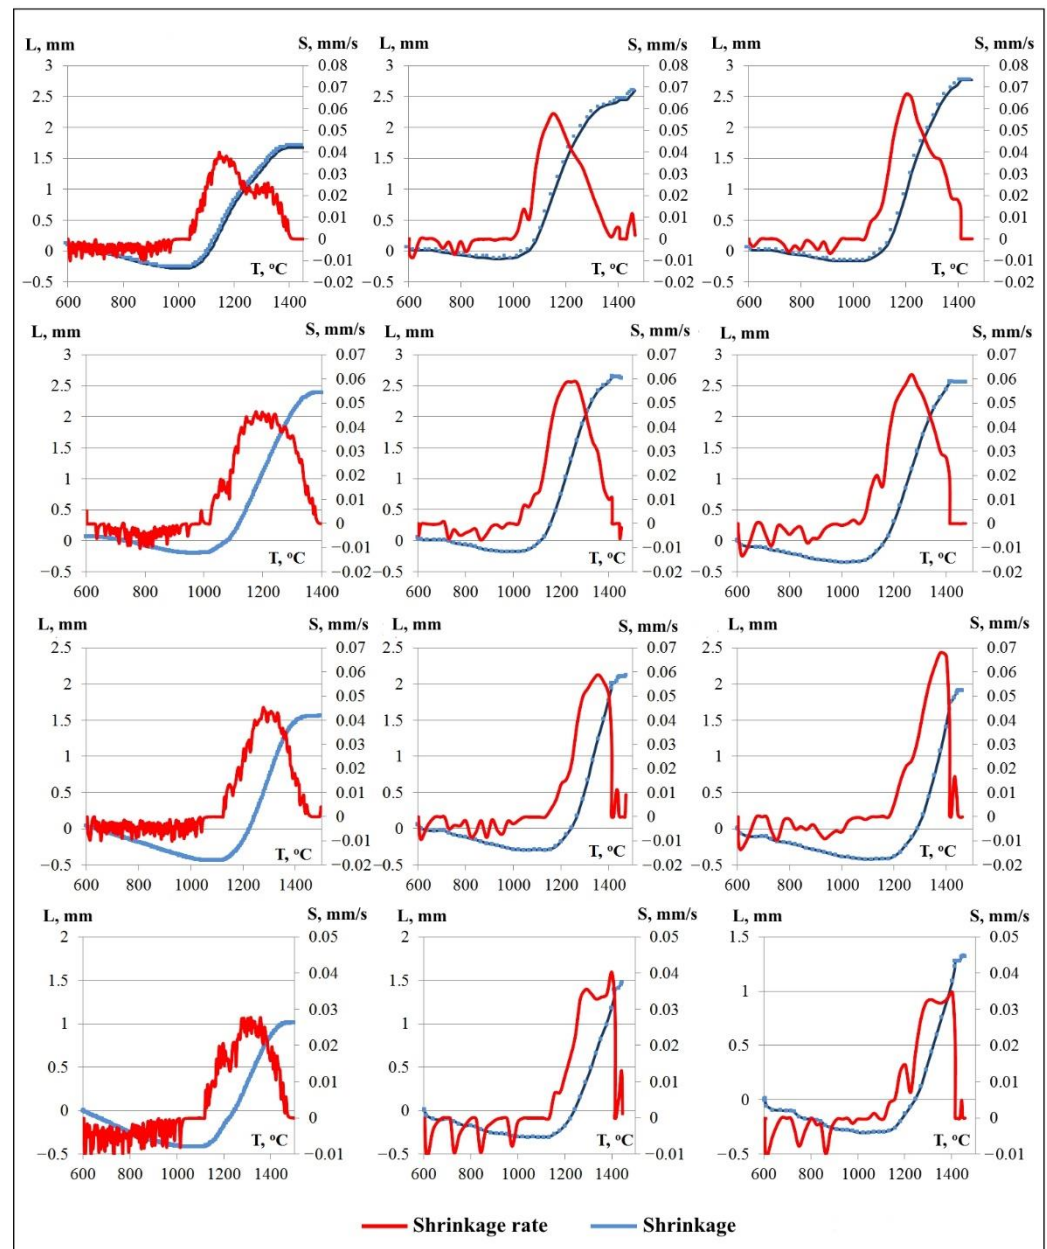 L, mm S, mm/s L, mm S, mm/s L, mm S, mm/s
3 0.08 3 0.08 3 0.08
2.5 0.07 2.5 0.07 2.5 0.07
2 0.06 2 0.06 2 0.06
0.05 0.05 0.05
1.5 0.04 1.5 0.04 1.5 0.04
1 0.03 1 0.03 1 0.03
0.02 0.02 0.02
0.5 0.01 0.5 0.01 0.5 0.01
0 0 0 0 0 0
T, °C −0.01 T, °C −0.01 T, °C −0.01
−0.5 −0.02 −0.5 −0.02 −0.5 −0.02
600 800 1000 1200 1400 600 800 1000 1200 1400 600 800 1000 1200 1400
L, mm S, mm/s L, mm S, mm/s L, mm S, mm/s
3 0.07 3 0.07 3 0.07
2.5 0.06 2.5 0.06 2.5 0.06
2 0.05 2 0.05 2 0.05
0.04 0.04 0.04
1.5 0.03 1.5 0.03 1.5 0.03
1 0.02 1 0.02 1 0.02
0.5 0.01 0.5 0.01 0.5 0.01
0 0 0 0 0 0
T, °C −0.01 T, °C −0.01 T, °C −0.01
−0.5 −0.02 −0.5 −0.02 −0.5 −0.02
600 800 1000 1200 1400 600 800 1000 1200 1400 600 800 1000 1200 1400
L, mm S, mm/s L, mm S, mm/s L, mm S, mm/s
2.5 0.07 2.5 0.07 2.5 0.07
2 0.06 2 0.06 2 0.06
0.05 0.05 0.05
1.5 0.04 1.5 0.04 1.5 0.04
1 0.03 1 0.03 1 0.03
0.02 0.02 0.02
0.5 0.01 0.5 0.01 0.5 0.01
0 0 0 0 0 0
T, °C −0.01 T, °C −0.01 T, °C −0.01
−0.5 −0.02 −0.5 −0.02 −0.5 −0.02
600 800 1000 1200 1400 600 800 1000 1200 1400 600 800 1000 1200 1400
L, mm S, mm/s L, mm S, mm/s L, mm S, mm/s
2 0.05 2 0.05 1.5 0.05
1.5 0.04 1.5 0.04 0.04
1 0.03 1 0.03 1 0.03
0.02 0.02 0.5 0.02
0.5 0.01 0.5 0.01 0.01
0 0 0 0 0 0
T, °C T, °C T, °C
−0.5 −0.01 −0.5 −0.01 −0.5 −0.01
600 800 1000 1200 1400 600 800 1000 1200 1400 600 800 1000 1200 1400
Shrinkage rate Shrinkage